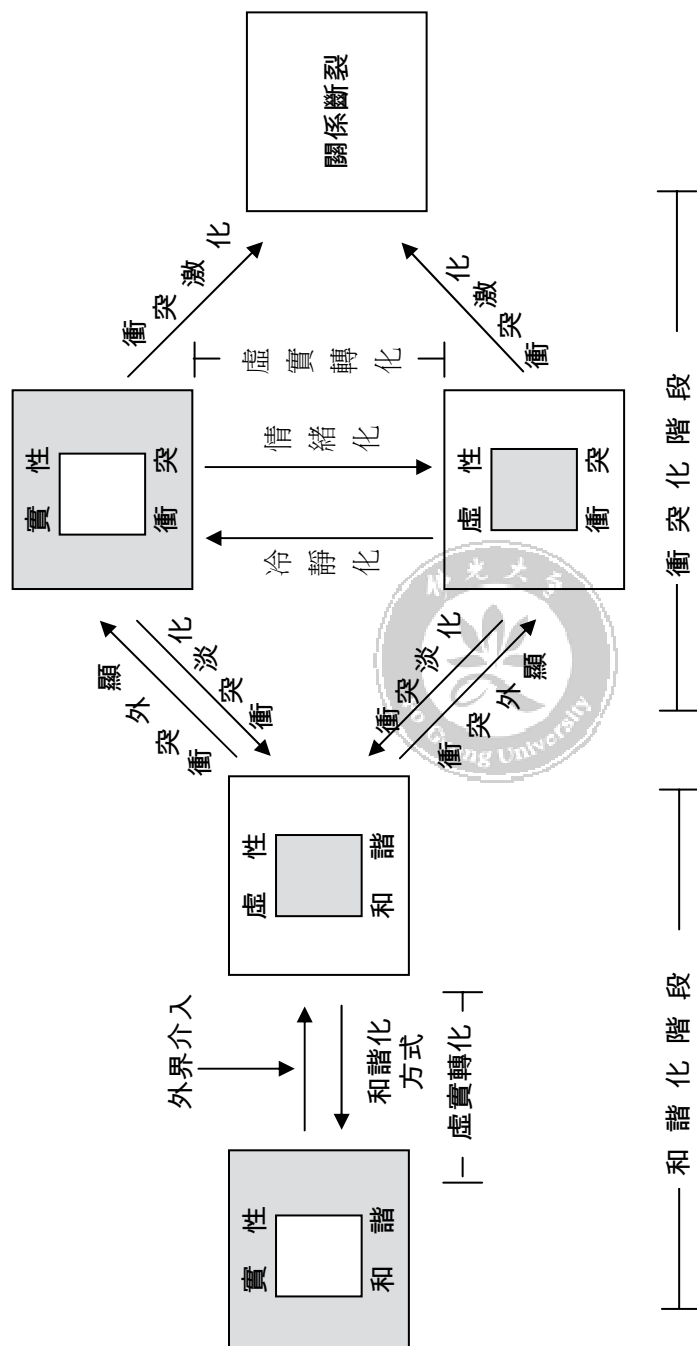 實性
衝突
衝突外顯
衝突淡化
衝突激化
外界介入
實性
和諧
和諧化
方式
虛實轉化
虛性
和諧
冷靜化
情緒化
虛實轉化
關係斷裂
衝突淡化
衝突外顯
虛性
衝突
衝突激化
University
和諧化階段
衝突化階段